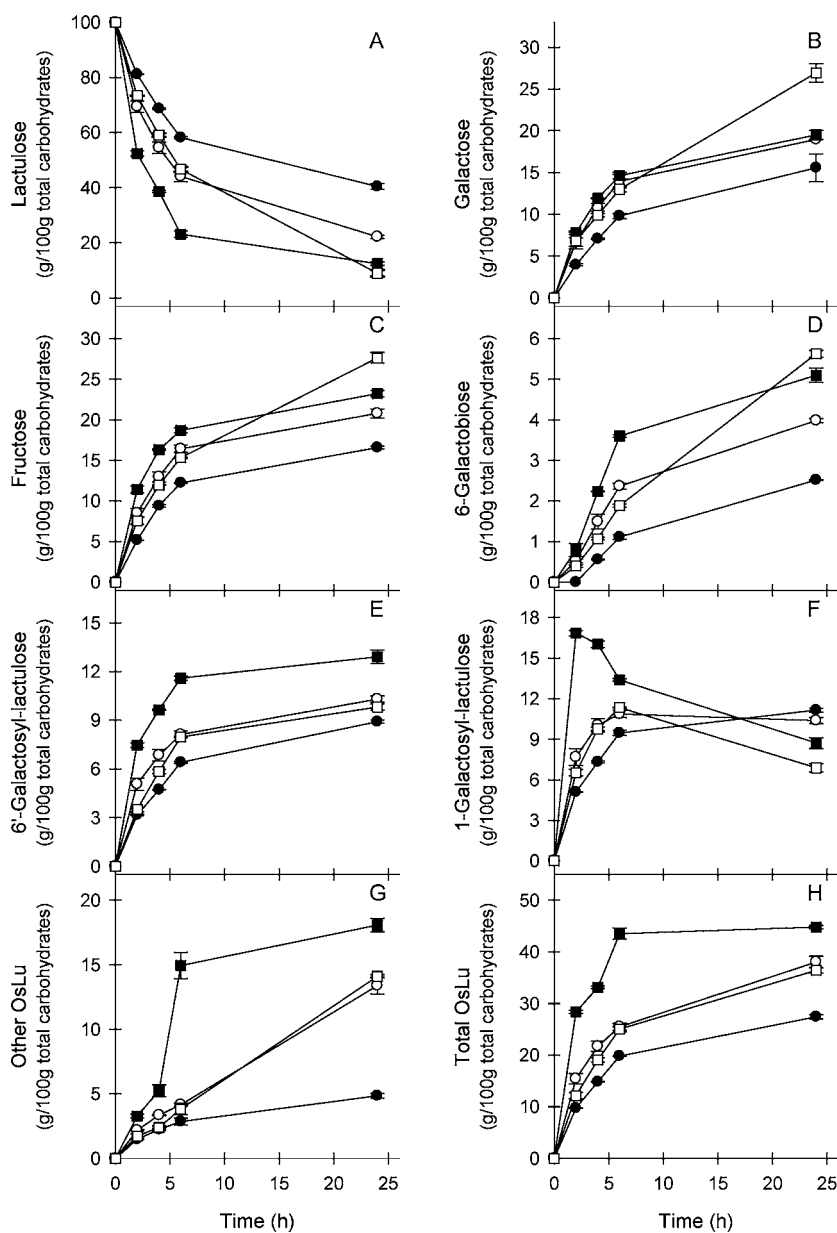 A
100
80
60
40
20
0
Lactulose
(g/100g total carbohydrates)
B
30
25
20
15
10
5
0
Galactose
(g/100g total carbohydrates)
C
30
25
20
15
10
5
0
Fructose
(g/100g total carbohydrates)
D
6
5
4
3
2
1
0
6-Galactobiose
(g/100g total carbohydrates)
E
15
12
9
6
3
0
6'-Galactosyl-lactulose
(g/100g total carbohydrates)
F
18
15
12
9
6
3
0
1-Galactosyl-lactulose
(g/100g total carbohydrates)
G
20
15
10
5
0
Other OsLu
(g/100g total carbohydrates)
0 5 10 15 20 25
Time (h)
H
50
40
30
20
10
0
Total OsLu
(g/100g total carbohydrates)
0 5 10 15 20 25
Time (h)